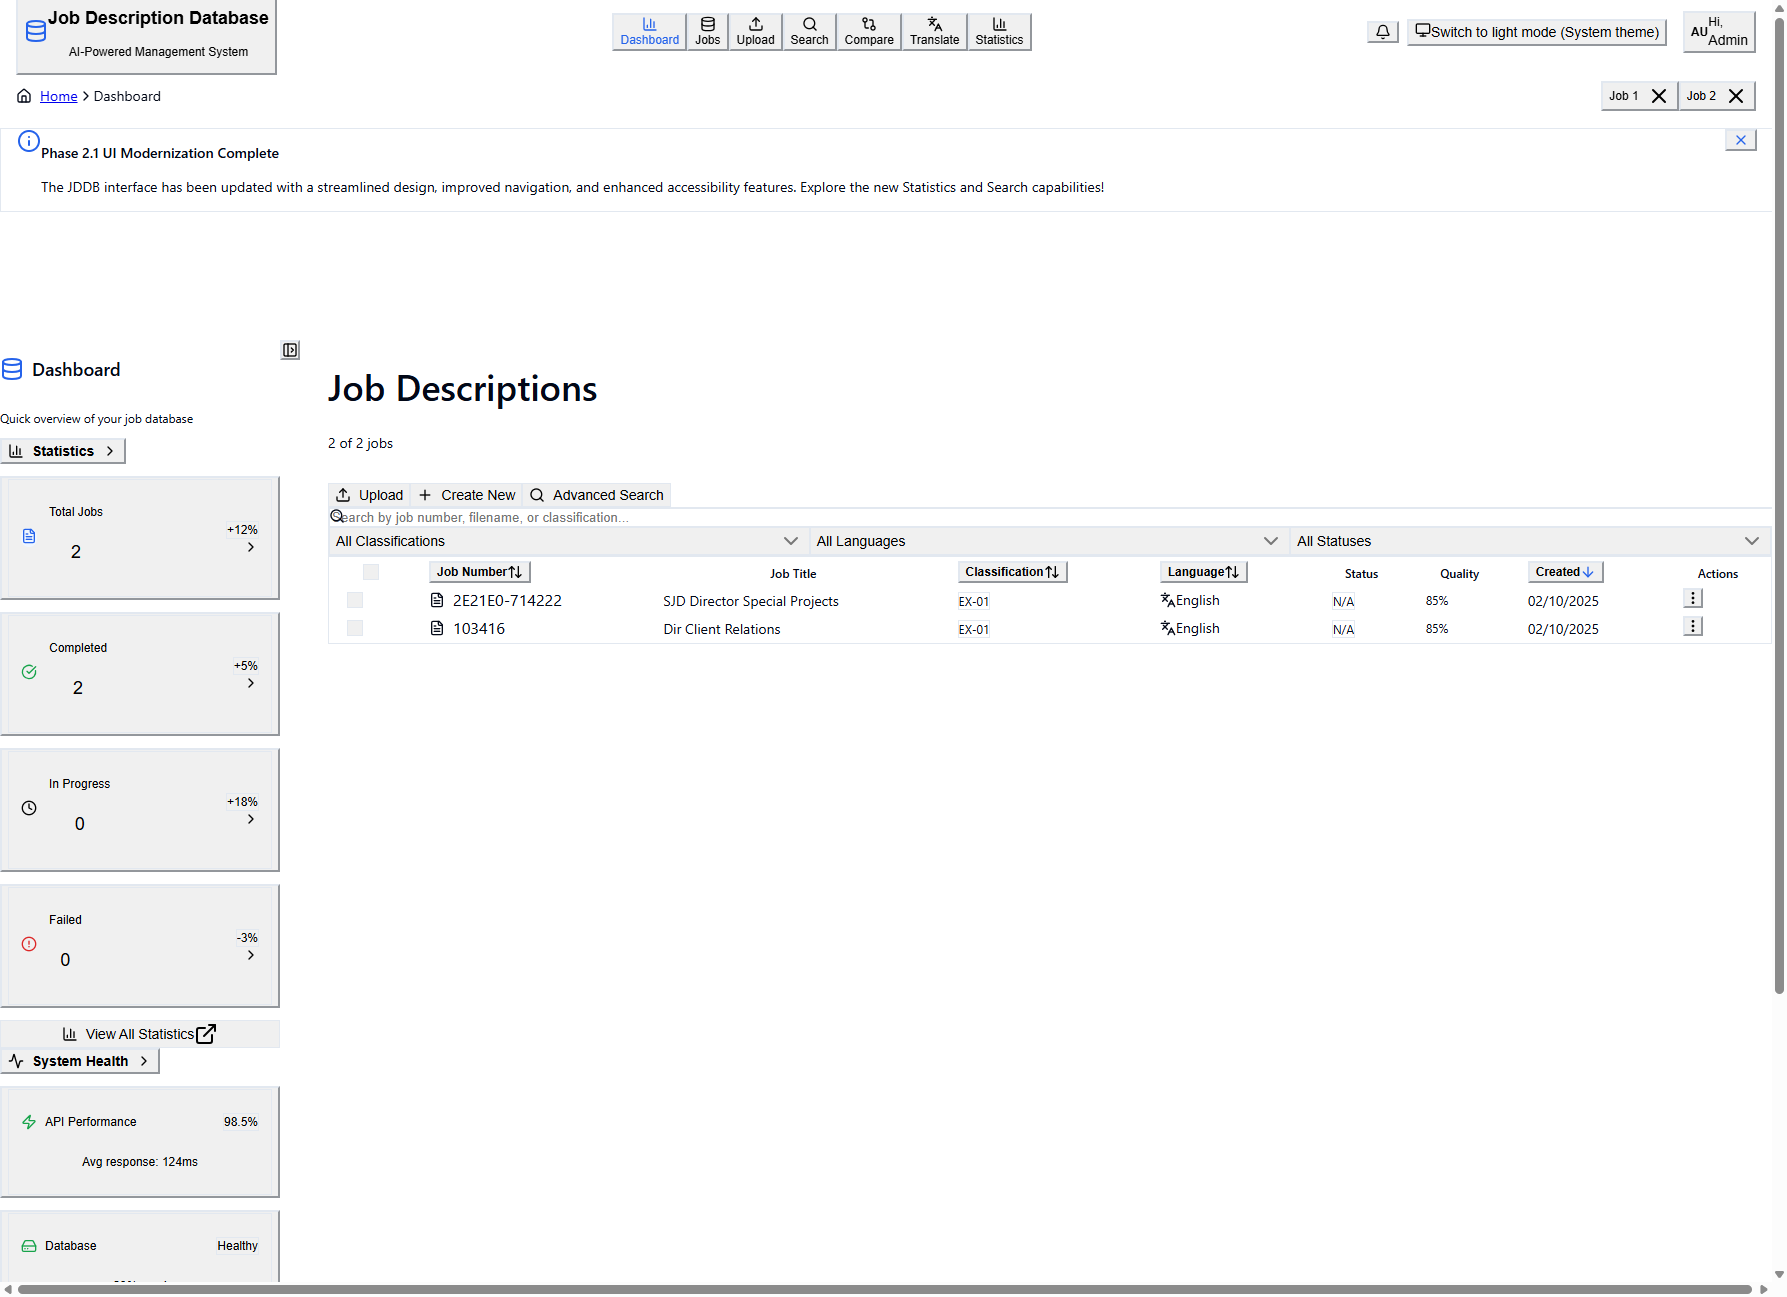 Job Description Database
AI-Powered Management System
Dashboard
Jobs
Upload
Search
Compare
Translate
Statistics
Switch to light mode (System theme)
AU
Hi,
Admin
Home
Dashboard
Job 1
Job 2
Phase 2.1 UI Modernization Complete
The JDDB interface has been updated with a streamlined design, improved navigation, and enhanced accessibility features. Explore the new Statistics and Search capabilities!
Dashboard
Quick overview of your job database
Statistics
Total Jobs
2
+12%
Completed
2
+5%
In Progress
0
+18%
Failed
0
-3%
View All Statistics
System Health
API Performance
98.5%
Avg response: 124ms
Database
Healthy
Job Descriptions
2 of 2 jobs
Upload
Create New
Advanced Search
Search by job number, filename, or classification...
All Classifications
All Languages
All Statuses
Job Number Job Title Classification Language Status Quality Created Actions
2E21E0-714222 SJD Director Special Projects EX-01 English N/A 85% 02/10/2025
103416 Dir Client Relations EX-01 English N/A 85% 02/10/2025